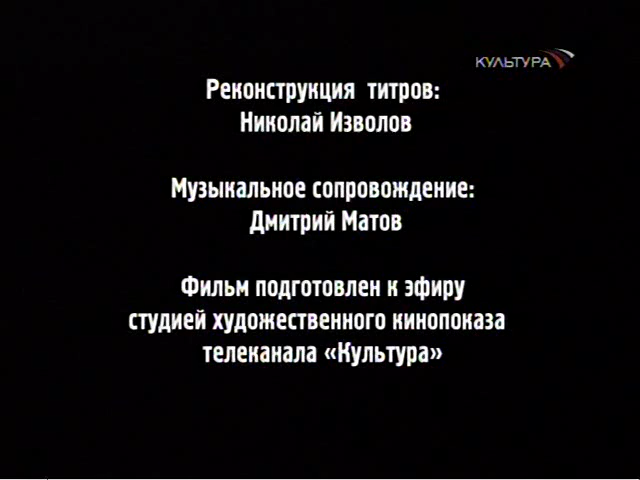 КУЛЬТУРА
Реконструкция титров:
Николай Изволов
Музыкальное сопровождение:
Дмитрий Матов
Фильм подготовлен к эфиру
студией художественного кинопоказа
телеканала «Культура»